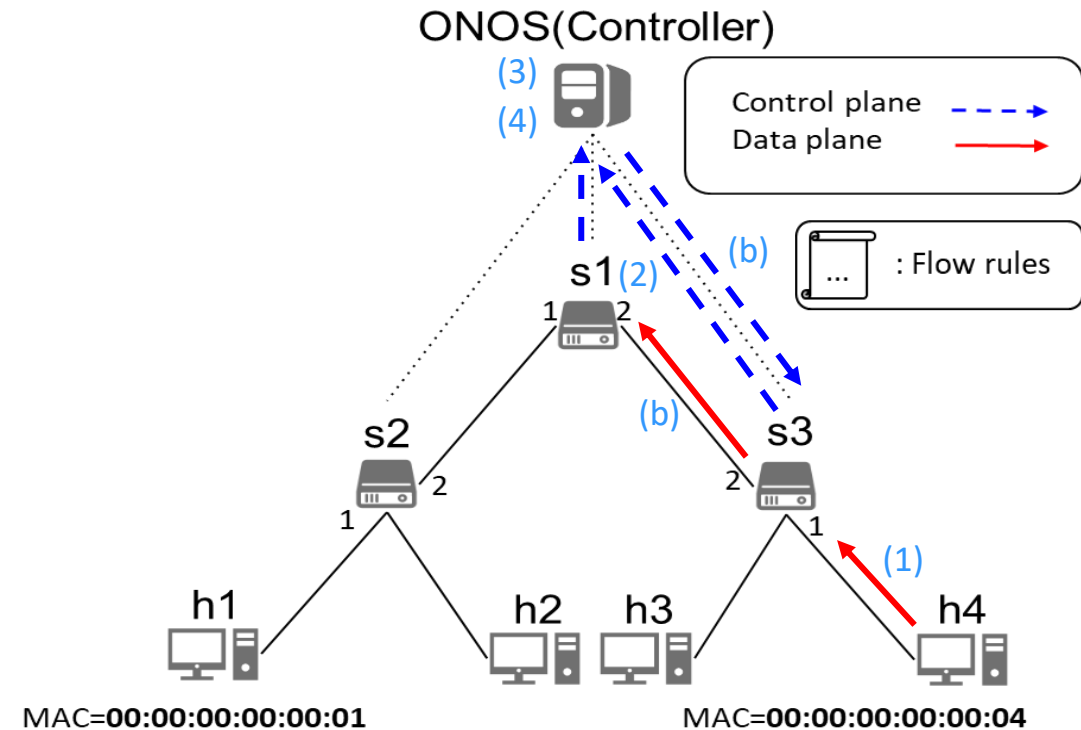 ONOS(Controller)
(3)
(4)
Control plane
Data plane
(b)
... : Flow rules
s1 (2)
1 2
(b)
s2
s3
2
2
1
1
(1)
h1
h2
h3
h4
MAC=00:00:00:00:00:01
MAC=00:00:00:00:00:04